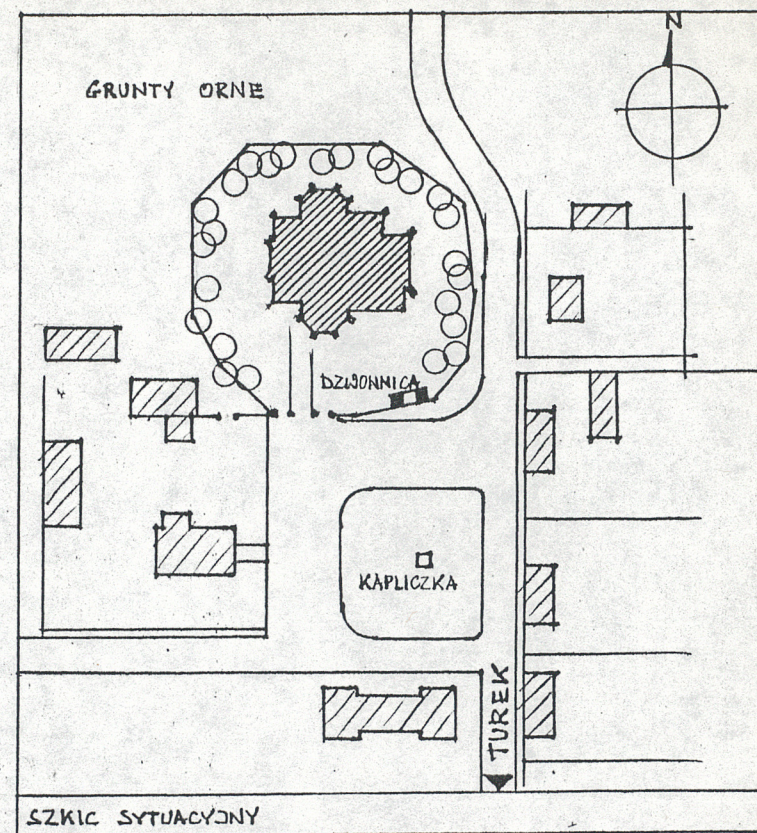 N
GRUNTY ORNE
DZWONNICA
KAPLICZKA
TUREK
SZKIC SYTUACYJNY